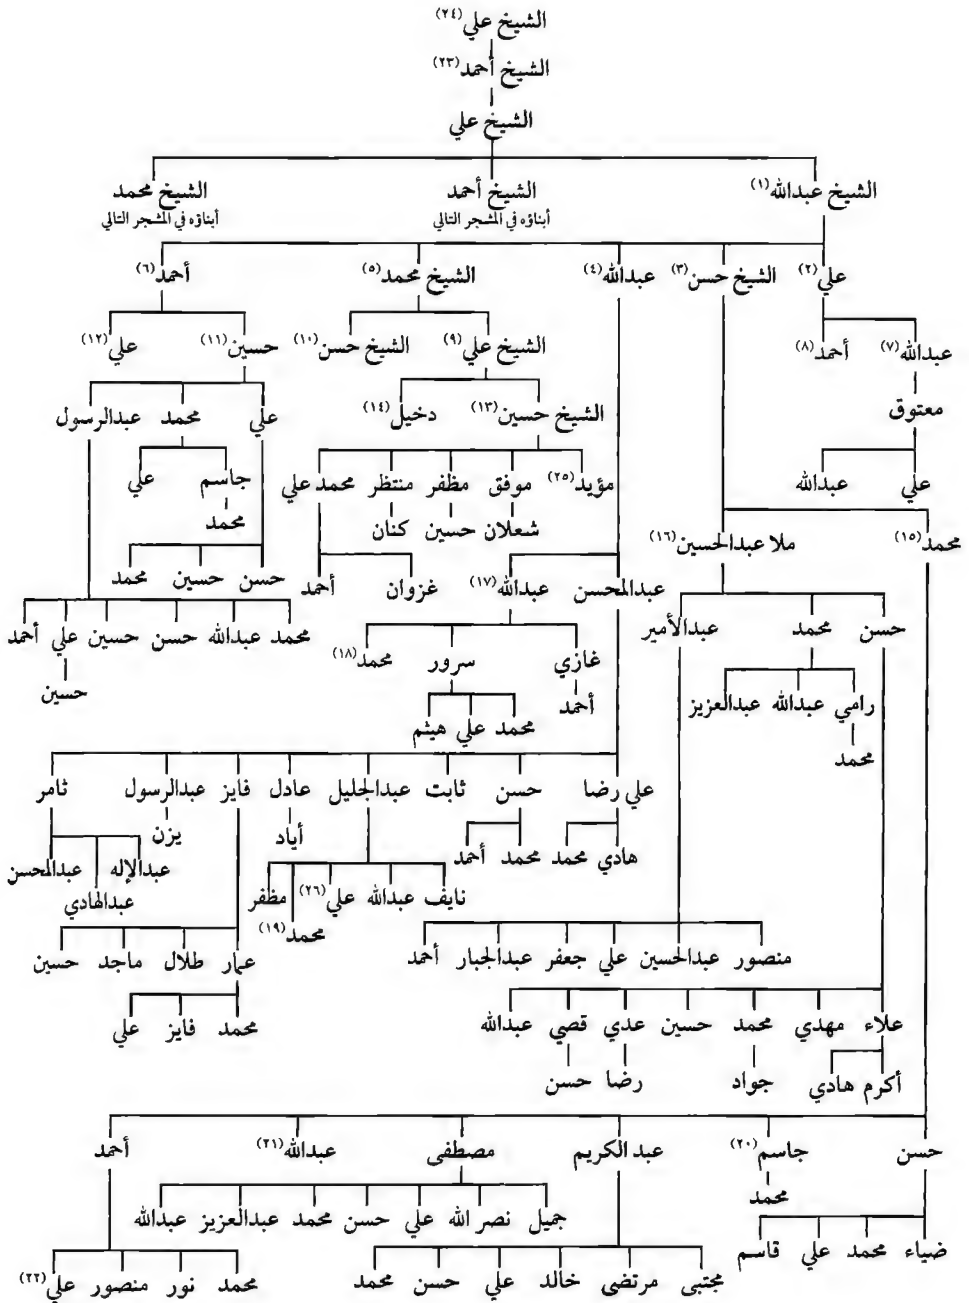 الشيخ علي(٢٤)
الشيخ أحمد(٢٣)
الشيخ علي
الشيخ عبدالله(١) الشيخ أحمد الشيخ محمد
أبناؤه في المشجر التالي أبناؤه في المشجر التالي
علي(٢) الشيخ حسن(٣) عبدالله(٤) الشيخ محمد(٥) أحمد(٦)
عبدالله(٧) أحمد(٨) الشيخ علي(٩) الشيخ حسن(١٠) حسين(١١) علي(١٢)
معتوق الشيخ حسين(١٣) دخيل(١٤) علي محمد عبدالرسول
علي عبدالله مؤيد(٢٥) موفق مظفر منتظر محمد علي جاسم علي
شعلان حسين كنان محمد
محمد(١٥) ملا عبدالحسين(١٦)
عبدالمحسن عبدالله(١٧) غزوان أحمد حسن حسين محمد
حسن محمد عبدالأمير محمد عبدالله حسن حسين علي أحمد
غازي سرور محمد(١٨) حسين
رامي عبدالله عبدالعزيز أحمد
محمد علي هيثم
محمد
علي رضا حسن ثابت عبدالجليل عادل فايز عبدالرسول ثامر
هادي محمد محمد أحمد أياد يزن عبدالإله عبدالمحسن
نايف عبدالله علي(٢٦) مظفر عبدالهادي
محمد(١٩)
منصور عبدالحسين علي جعفر عبدالجبار أحمد عمار طلال ماجد حسين
علاء مهدي محمد حسين عدي قصي عبدالله محمد فايز علي
أكرم هادي جواد رضا حسن
حسن جاسم(٢٠) عبد الكريم مصطفى عبدالله(٢١) أحمد
محمد
جميل نصر الله علي حسن محمد عبدالعزيز عبدالله
ضياء محمد علي قاسم
مجتبى مرتضى خالد علي حسن محمد محمد نور منصور علي(٢٢)